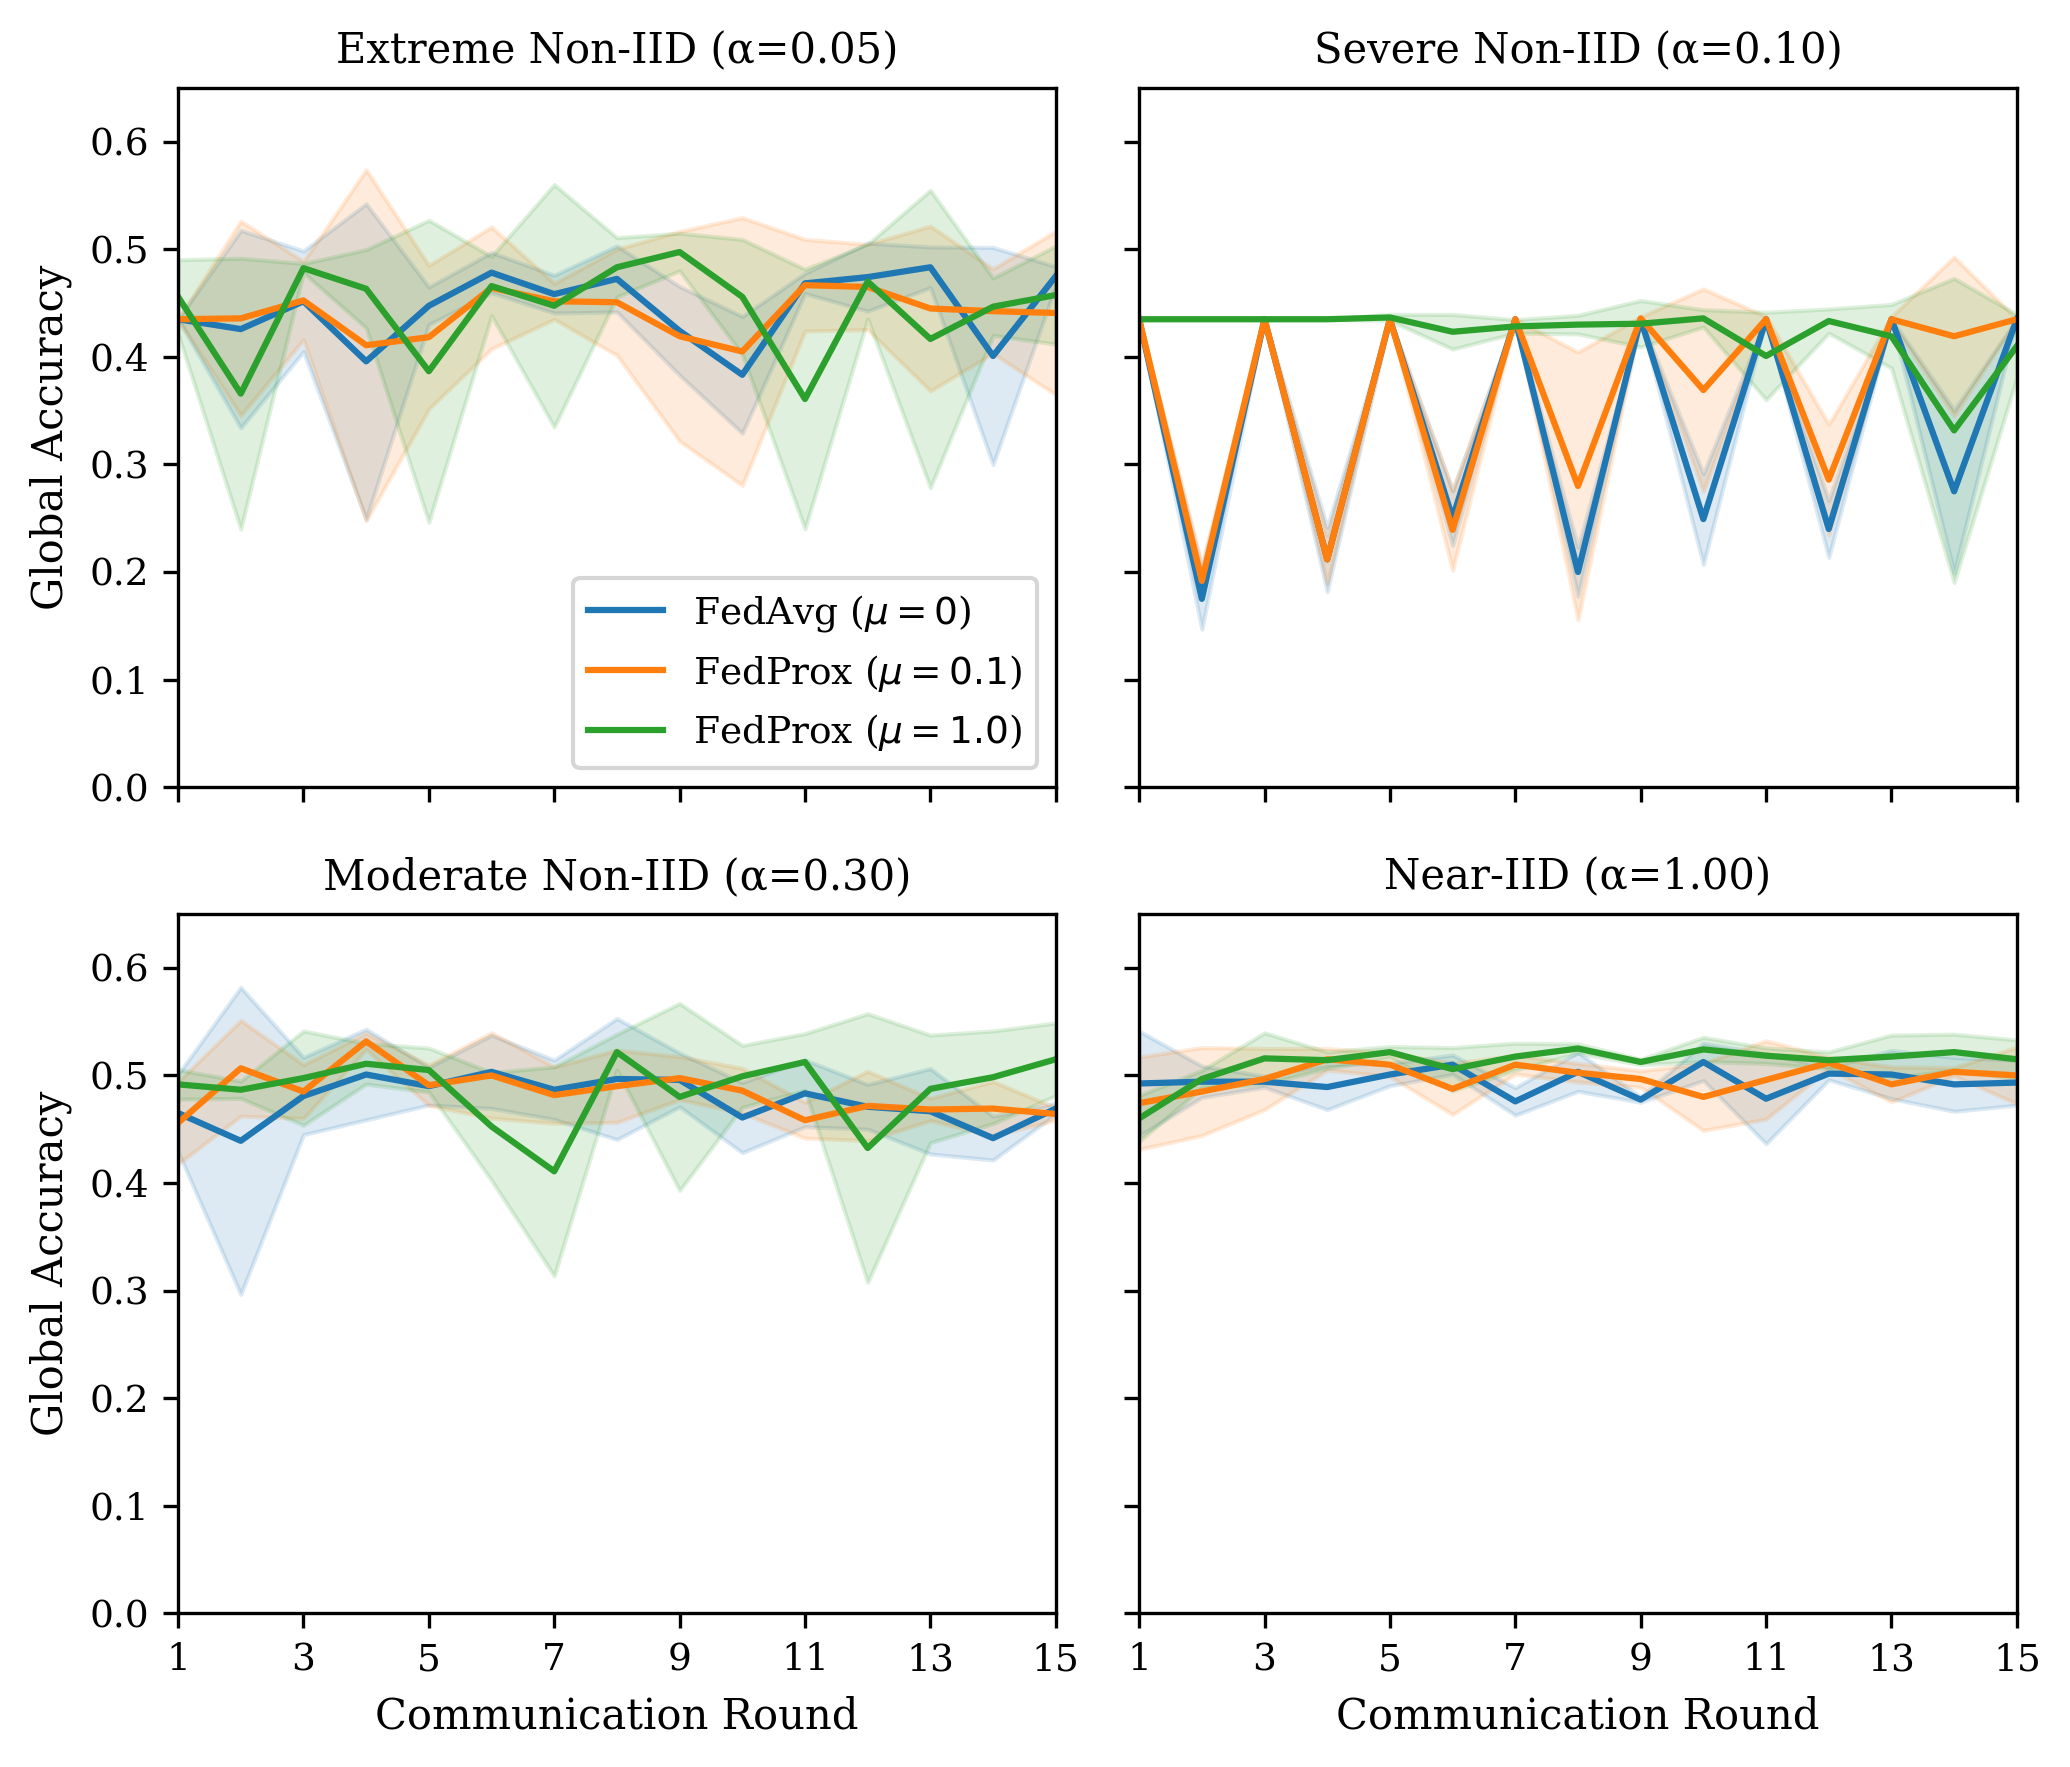 Extreme Non-IID (α=0.05)
Severe Non-IID (α=0.10)
Global Accuracy
0.6
0.5
0.4
0.3
0.2
0.1
0.0
FedAvg (μ = 0)
FedProx (μ = 0.1)
FedProx (μ = 1.0)
Moderate Non-IID (α=0.30)
Near-IID (α=1.00)
Global Accuracy
0.6
0.5
0.4
0.3
0.2
0.1
0.0
1 3 5 7 9 11 13 15
1 3 5 7 9 11 13 15
Communication Round
Communication Round